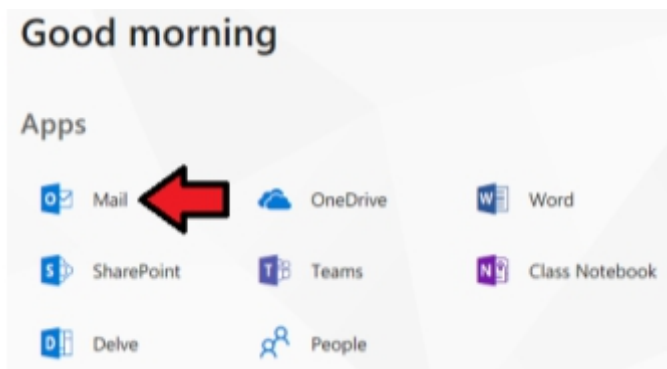 Good morning
Apps
Mail OneDrive Word
SharePoint Teams Class Notebook
Delve People